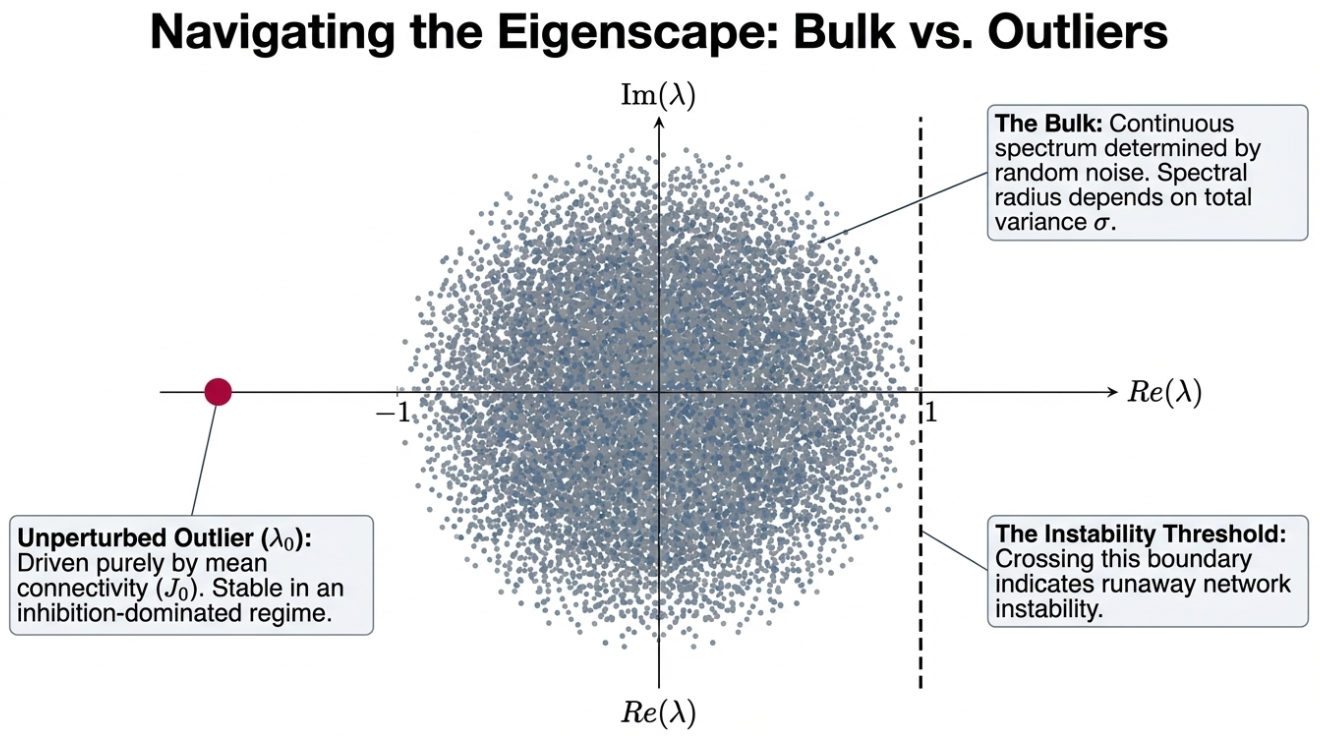 Navigating the Eigenscape: Bulk vs. Outliers
Im(λ)
The Bulk: Continuous
spectrum determined by
random noise. Spectral
radius depends on total
variance σ.
Re(λ)
−1
1
Unperturbed Outlier (λ₀):
Driven purely by mean
connectivity (J₀). Stable in an
inhibition-dominated regime.
The Instability Threshold:
Crossing this boundary
indicates runaway network
instability.
Re(λ)